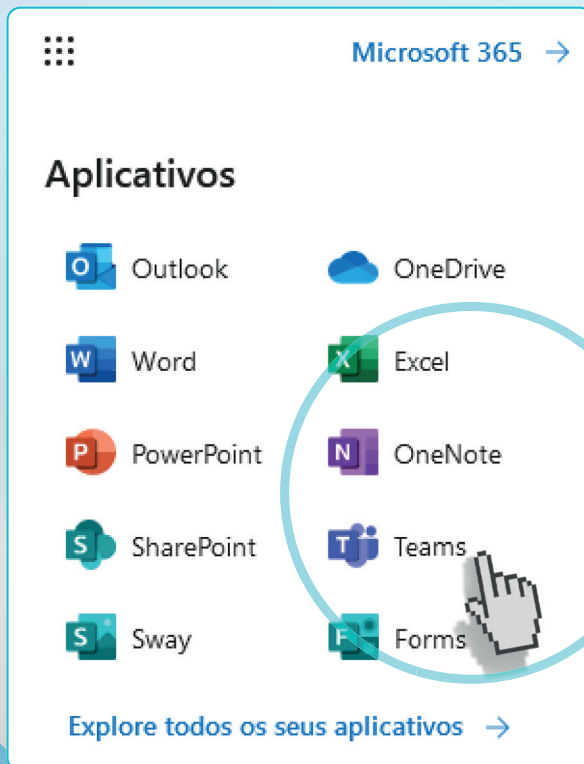 Microsoft 365 →
Aplicativos
O Outlook
OneDrive
W Word
X Excel
P PowerPoint
N OneNote
S SharePoint
T Teams
S Sway
F Forms
Explore todos os seus aplicativos →